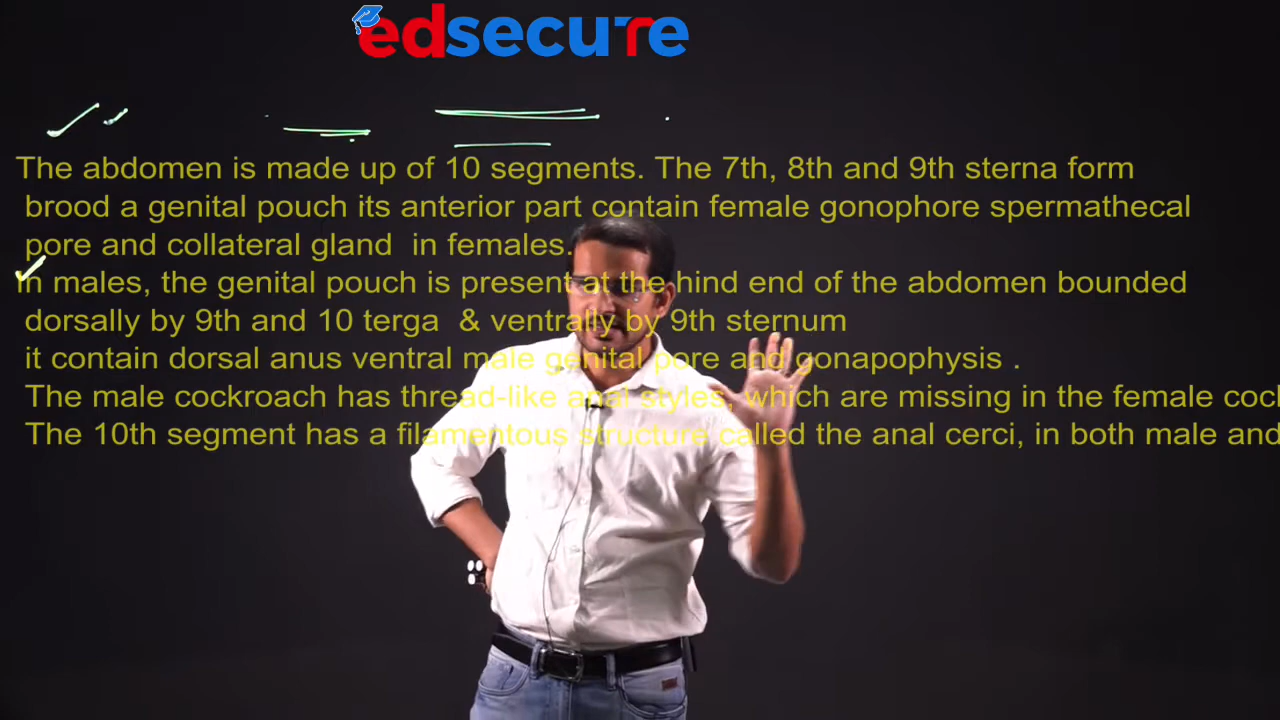 edsecure
The abdomen is made up of 10 segments. The 7th, 8th and 9th sterna form
brood a genital pouch its anterior part contain female gonophore spermathecal
pore and collateral gland in females.
In males, the genital pouch is present at the hind end of the abdomen bounded
dorsally by 9th and 10 terga & ventrally by 9th sternum
it contain dorsal anus ventral male genital pore and gonapophysis .
The male cockroach has thread-like anal styles, which are missing in the female
The 10th segment has a filamentous structure called the anal cerci, in both male and